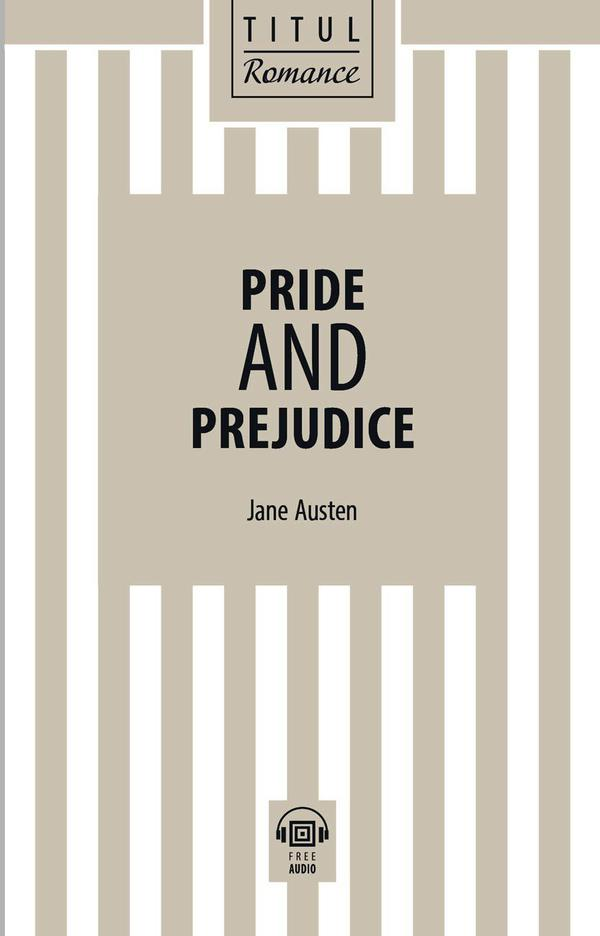 TITUL
Romance
PRIDE
AND
PREJUDICE
Jane Austen
FREE
AUDIO